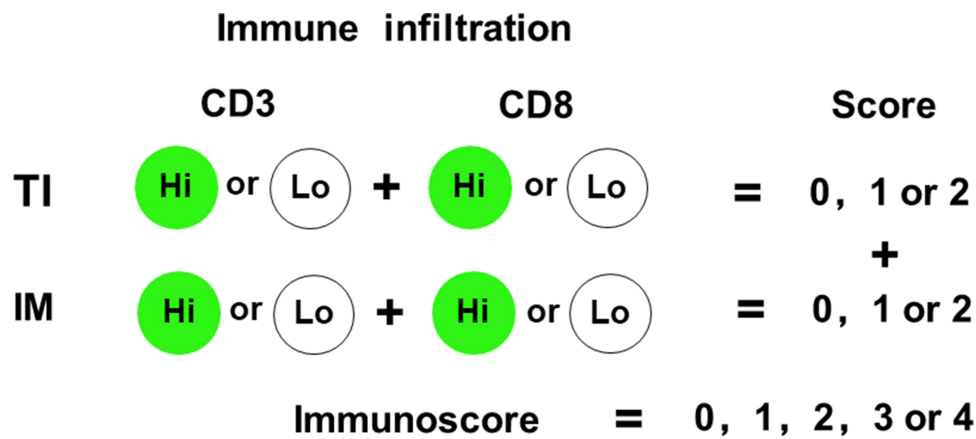 Immune infiltration
CD3 CD8 Score
TI Hi or Lo + Hi or Lo = 0, 1 or 2
+
IM Hi or Lo + Hi or Lo = 0, 1 or 2
Immunoscore = 0, 1, 2, 3 or 4